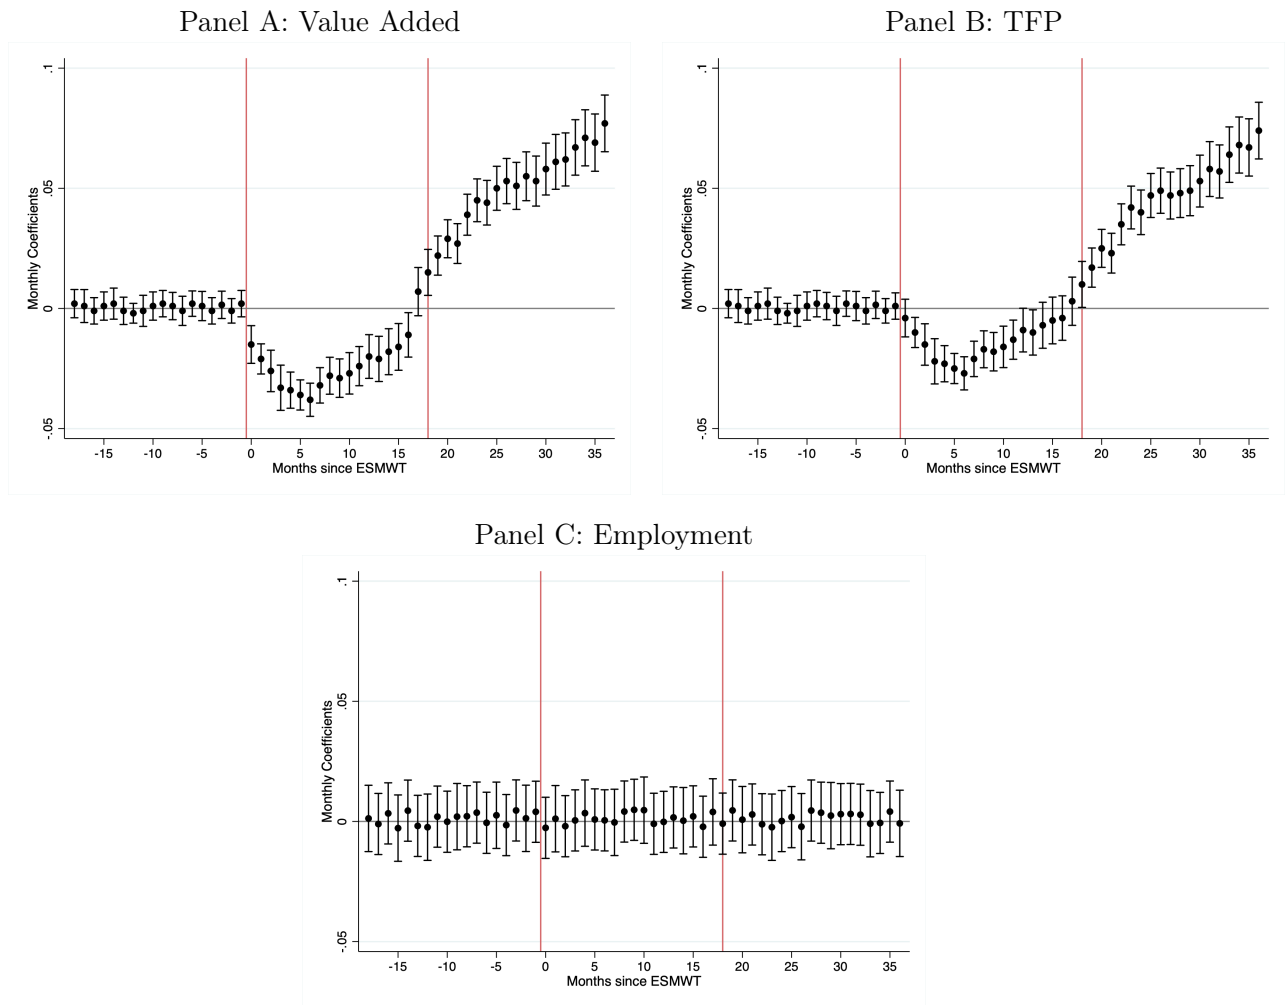 Panel A: Value Added
Monthly Coefficients
.1
.05
0
-.05
-15 -10 -5 0 5 10 15 20 25 30 35
Months since ESMWT
Panel B: TFP
Monthly Coefficients
.1
.05
0
-.05
-15 -10 -5 0 5 10 15 20 25 30 35
Months since ESMWT
Panel C: Employment
Monthly Coefficients
.1
.05
0
-.05
-15 -10 -5 0 5 10 15 20 25 30 35
Months since ESMWT